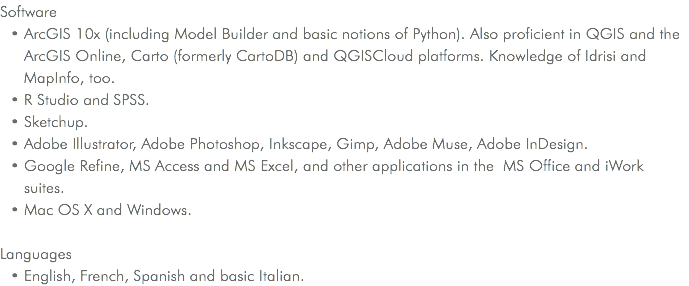 Software
• ArcGIS 10x (including Model Builder and basic notions of Python). Also proficient in QGIS and the
ArcGIS Online, Carto (formerly CartoDB) and QGISCloud platforms. Knowledge of Idrisi and
MapInfo, too.
• R Studio and SPSS.
• Sketchup.
• Adobe Illustrator, Adobe Photoshop, Inkscape, Gimp, Adobe Muse, Adobe InDesign.
• Google Refine, MS Access and MS Excel, and other applications in the  MS Office and iWork
suites.
• Mac OS X and Windows.
Languages
• English, French, Spanish and basic Italian.